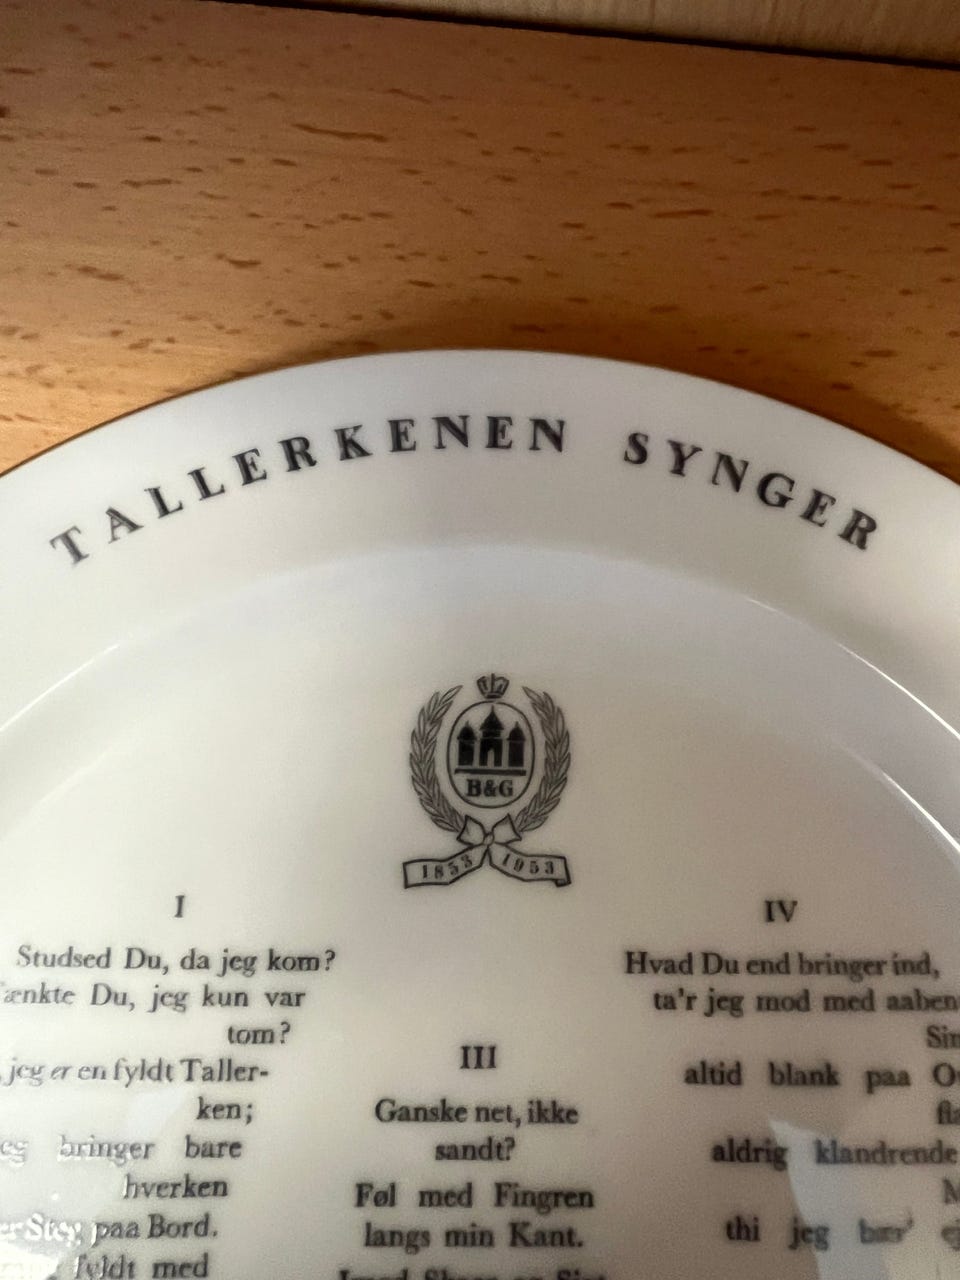 TALLERKENEN SYNGER
B&G
1853 1953
I
Studsed Du, da jeg kom?
Du, jeg kun var
tom?
jeg er en fyldt Taller-
ken;
bringer bare
hverken
Steg paa Bord.
fyldt med
III
Ganske net, ikke
sandt?
Føl med Fingren
langs min Kant.
IV
Hvad Du end bringer ind,
ta'r jeg mod med
altid blank paa
aldrig klandrende
thi jeg bær'